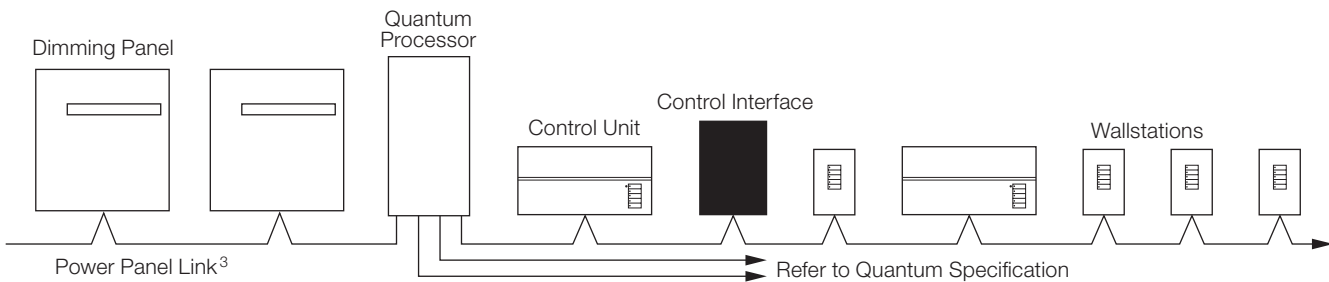 Quantum
Processor
Dimming Panel
Control Interface
Control Unit
Wallstations
Power Panel Link³
Refer to Quantum Specification